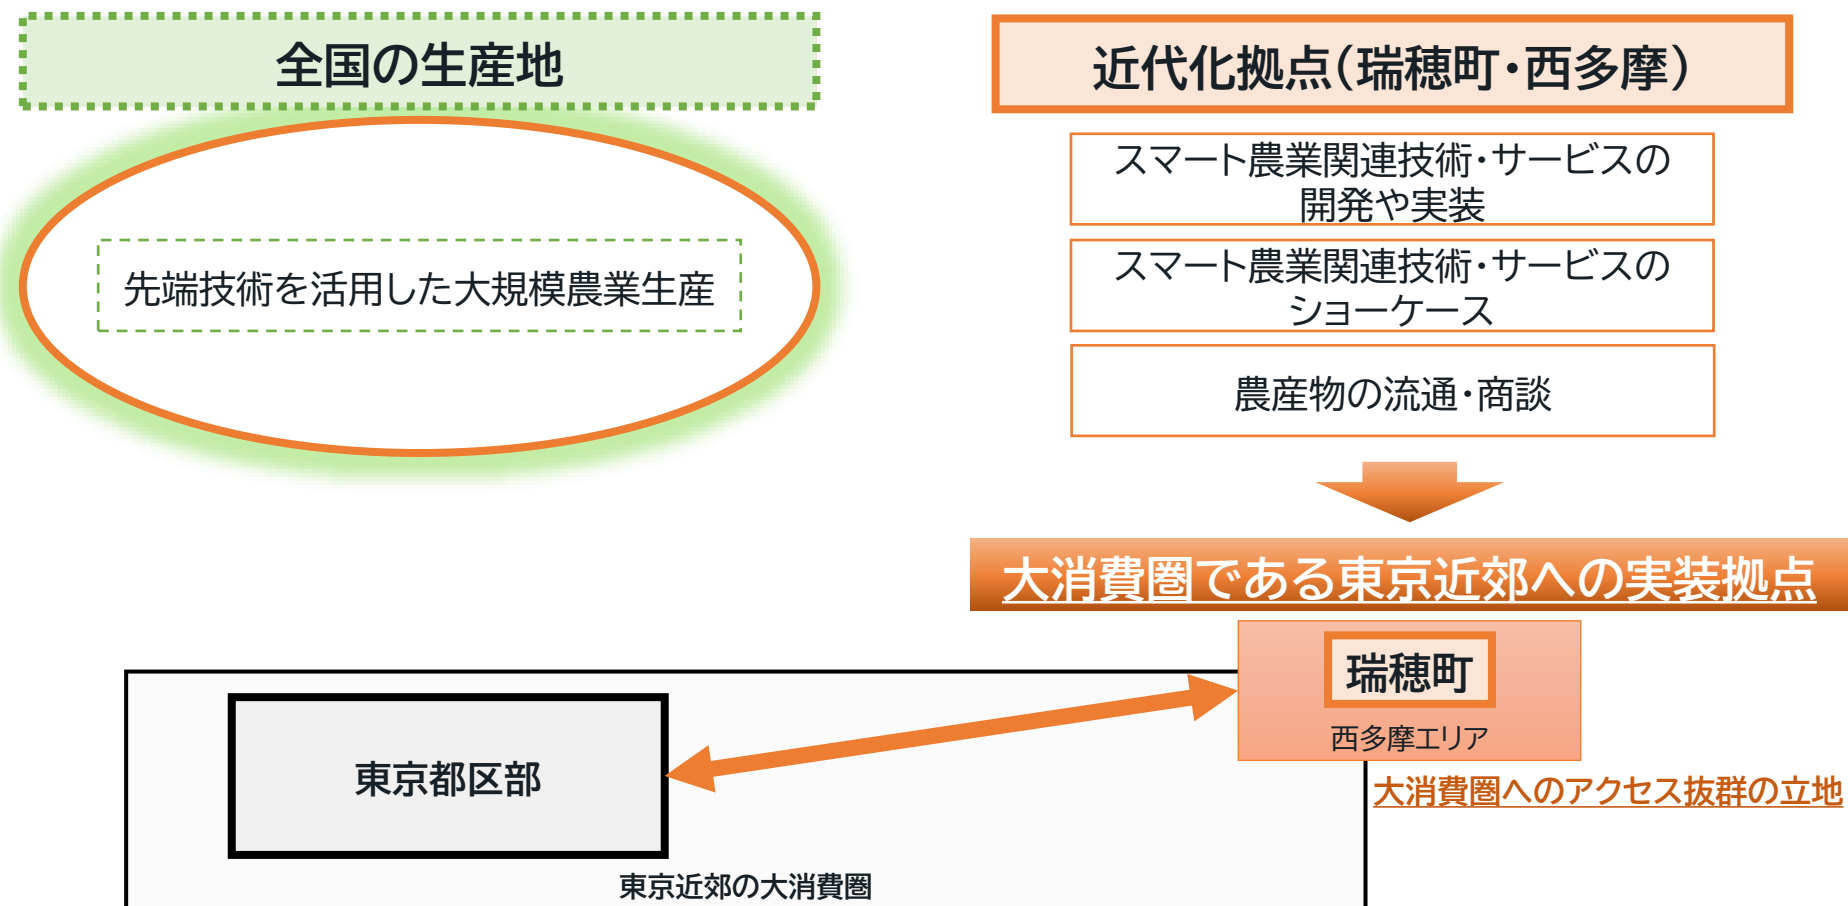 全国の生産地
先端技術を活用した大規模農業生産
近代化拠点（瑞穂町・西多摩）
スマート農業関連技術・サービスの
開発や実装
スマート農業関連技術・サービスの
ショーケース
農産物の流通・商談
大消費圏である東京近郊への実装拠点
瑞穂町
西多摩エリア
大消費圏へのアクセス抜群の立地
東京都区部
東京近郊の大消費圏